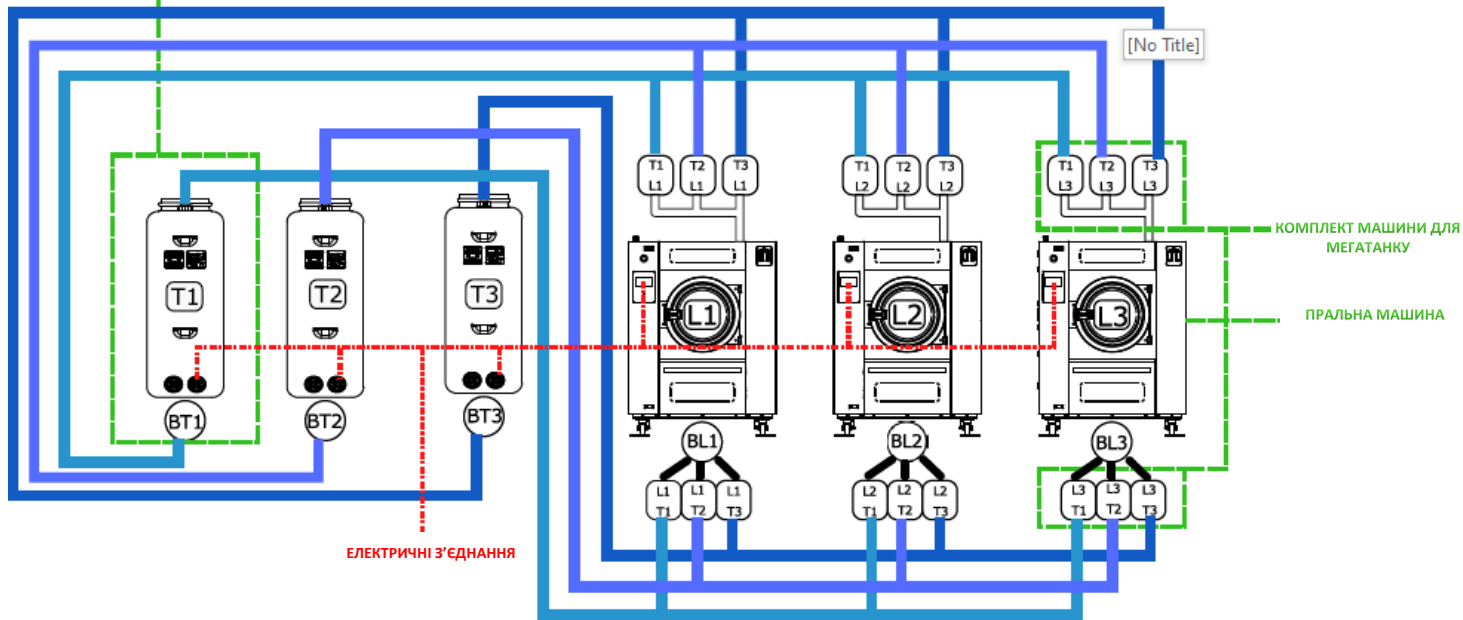 [No Title]
T1 T2 T3
L1 L1 L1
T1 T2 T3
L2 L2 L2
T1 T2 T3
L3 L3 L3
КОМПЛЕКТ МАШИНИ ДЛЯ
МЕГАТАНКУ
T1
T2
T3
L1
L2
L3
ПРАЛЬНА МАШИНА
BT1
BT2
BT3
BL1
BL2
BL3
L1 L1 L1
T1 T2 T3
L2 L2 L2
T1 T2 T3
L3 L3 L3
T1 T2 T3
ЕЛЕКТРИЧНІ З’ЄДНАННЯ